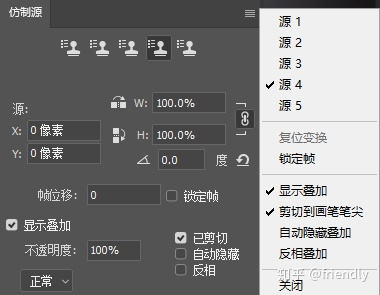 仿制源
源:
X: 0 像素
Y: 0 像素
W: 100.0%
H: 100.0%
0.0 度
帧位移: 0
锁定帧
显示叠加
不透明度: 100%
正常
已剪切
自动隐藏
反相
源 1
源 2
源 3
源 4
源 5
复位变换
锁定帧
显示叠加
剪切到画笔笔尖
自动隐藏叠加
反相叠加
关闭
知乎 @friendly